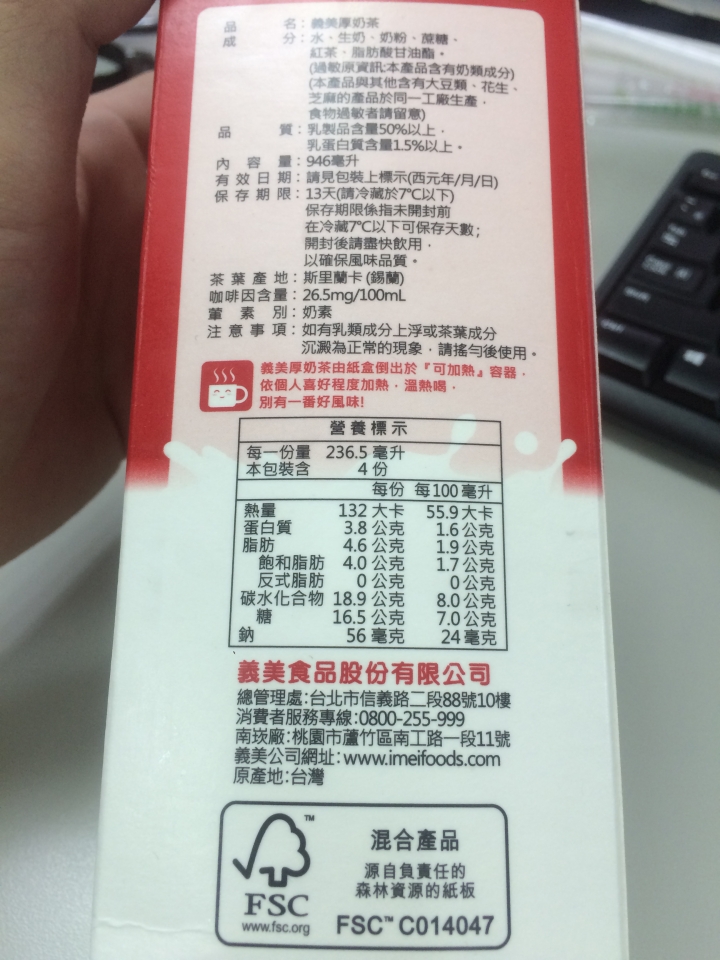 品名：義美厚奶茶
成分：水、生奶、奶粉、蔗糖、
紅茶、脂肪酸甘油酯。
(過敏原資訊:本產品含有奶類成分)
(本產品與其他含有大豆類、花生、
芝麻的產品於同一工廠生產，
食物過敏者請留意)
品質：乳製品含量50%以上，
乳蛋白質含量1.5%以上。
內容量：946毫升
有效日期：請見包裝上標示(西元年/月/日)
保存期限：13天(請冷藏於7℃以下)
保存期限係指未開封前
在冷藏7℃以下可保存天數；
開封後請盡快飲用，
以確保風味品質。
茶葉產地：斯里蘭卡(錫蘭)
咖啡因含量：26.5mg/100mL
葷素別：奶素
注意事項：如有乳類成分上浮或茶葉成分
沉澱為正常的現象，請搖勻後使用。
義美厚奶茶由紙盒倒出於『可加熱』容器，
依個人喜好程度加熱，溫熱喝，
別有一番好風味!
營養標示
每一份量 236.5 毫升
本包裝含 4 份
每份 每100毫升
熱量 132 大卡 55.9 大卡
蛋白質 3.8 公克 1.6 公克
脂肪 4.6 公克 1.9 公克
飽和脂肪 4.0 公克 1.7 公克
反式脂肪 0 公克 0 公克
碳水化合物 18.9 公克 8.0 公克
糖 16.5 公克 7.0 公克
鈉 56 毫克 24 毫克
義美食品股份有限公司
總管理處:台北市信義路二段88號10樓
消費者服務專線:0800-255-999
南崁廠:桃園市蘆竹區南工路一段11號
義美公司網址:www.imeifoods.com
原產地:台灣
TM
FSC
www.fsc.org
混合產品
源自負責任的
森林資源的紙板
FSC™ C014047